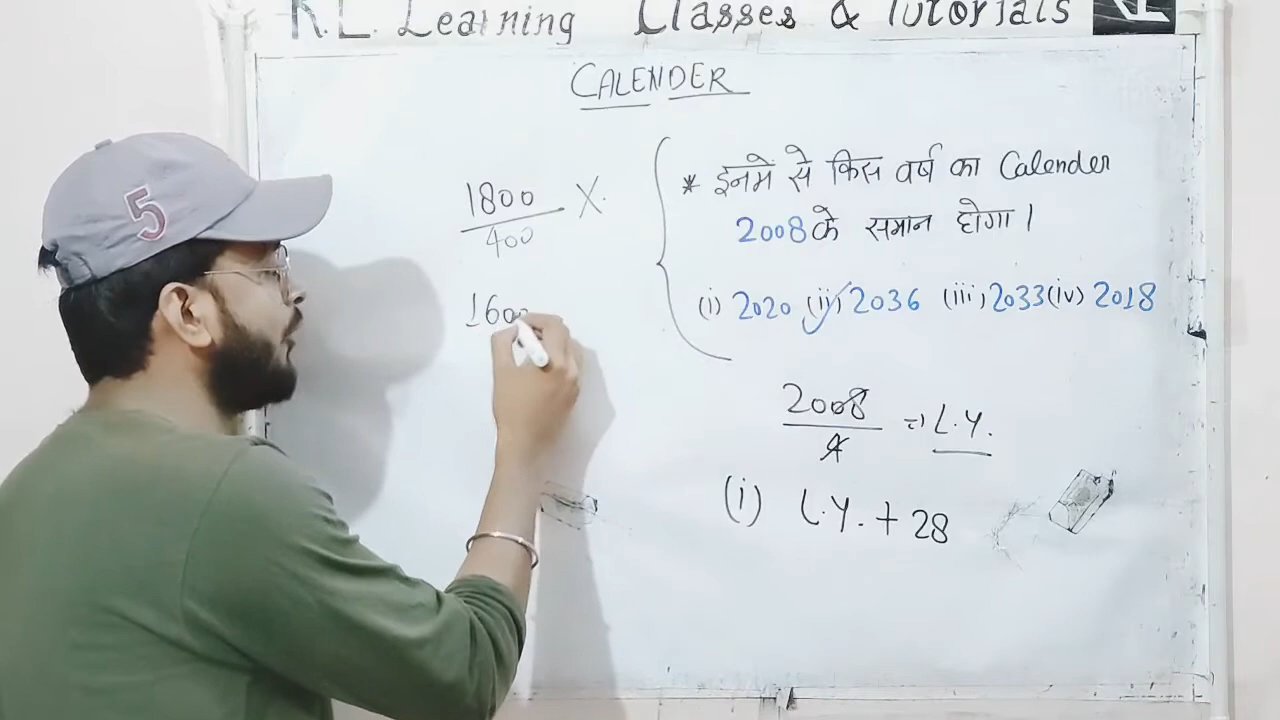 R.L. Learning Classes & Tutorials
CALENDER
* इनमे से किस वर्ष का Calender
2008 के समान होगा।
(i) 2020 (ii) 2036 (iii) 2033 (iv) 2018
1800 X
400
1600
2008 => L.Y.
4
(i) L.Y. + 28
5